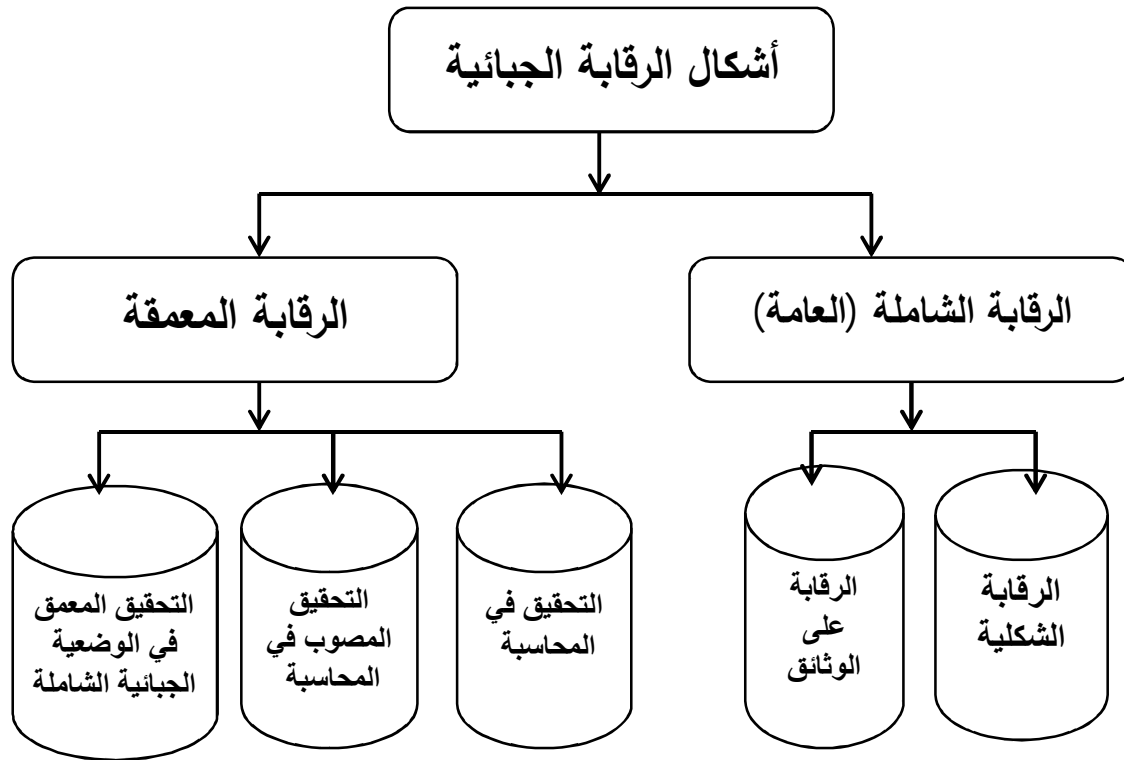 أشكال الرقابة الجبائية
الرقابة الشاملة (العامة)
الرقابة المعمقة
الرقابة
الشكلية
الرقابة
على
الوثائق
التحقيق في
المحاسبة
التحقيق
المصوب في
المحاسبة
التحقيق المعمق
في الوضعية
الجبائية الشاملة